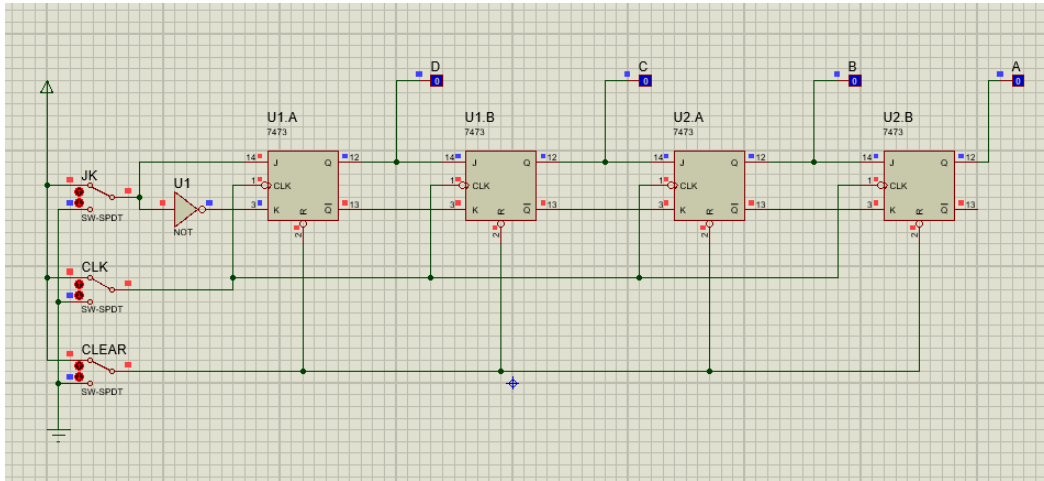 D C B A
0 0 0 0
U1.A U1.B U2.A U2.B
7473 7473 7473 7473
14 J Q 12 14 J Q 12 14 J Q 12 14 J Q 12
JK U1 1 CLK 1 CLK 1 CLK 1 CLK
3 K R Q 13 3 K R Q 13 3 K R Q 13 3 K R Q 13
SW-SPDT
NOT 2 2 2 2
CLK
SW-SPDT
CLEAR
SW-SPDT